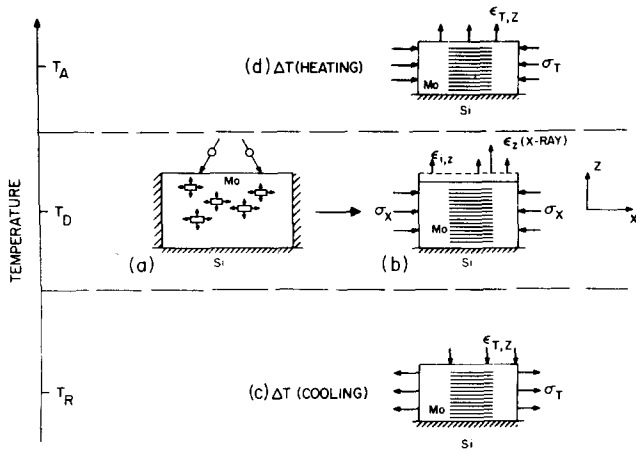 TEMPERATURE
T_A
(d) ΔT (HEATING)
ε_T,Z
σ_T
Mo
Si
T_D
Mo
(a)
Si
ε_i,z
ε_z (X-RAY)
σ_X
σ_X
Mo
(b)
Si
Z
X
T_R
(c) ΔT (COOLING)
ε_T,Z
σ_T
Mo
Si